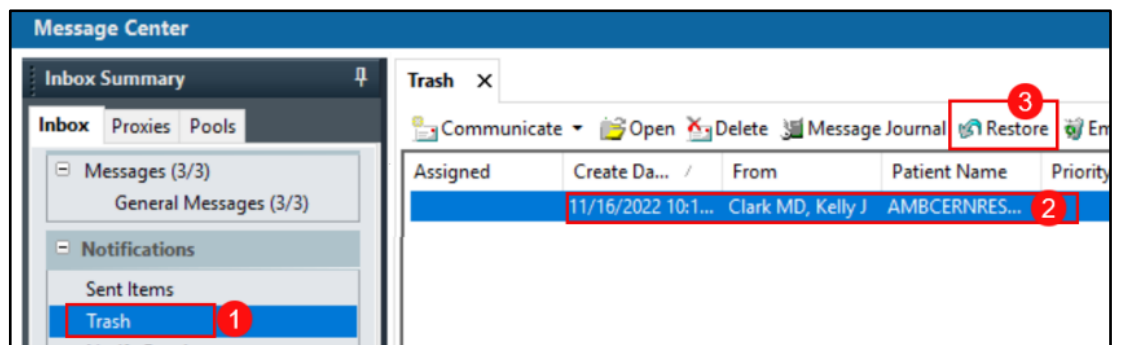 Message Center
Inbox Summary
Inbox Proxies Pools
Messages (3/3)
General Messages (3/3)
Notifications
Sent Items
Trash 1
Trash X
3
Communicate Open Delete Message Journal Restore Em
Assigned Create Da... From Patient Name Priority
11/16/2022 10:1... Clark MD, Kelly J AMBCERNRES... 2